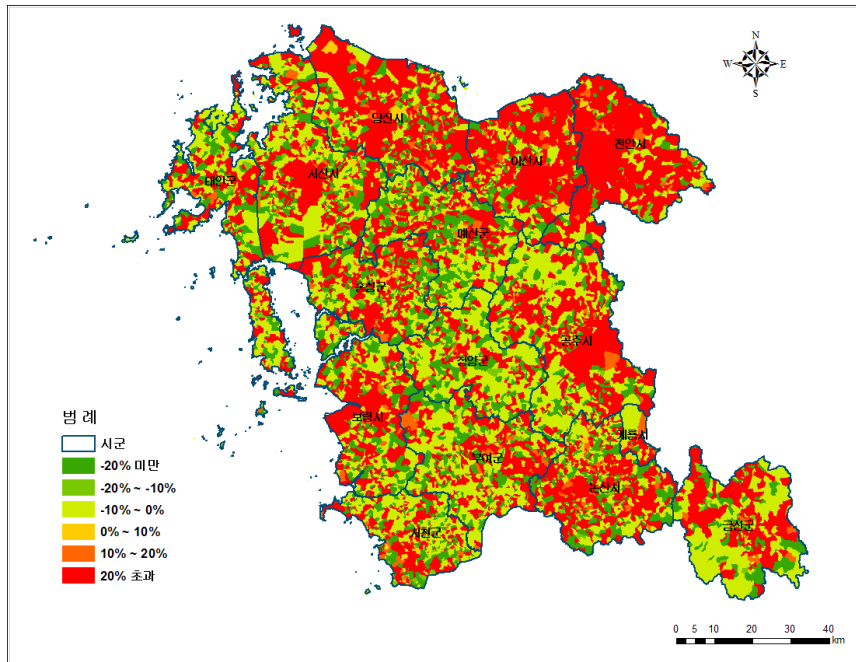 N
W E
S
당진시
아산시
천안시
태안군
서산시
예산군
홍성군
공주시
청양군
보령시
계룡시
부여군
논산시
금산군
서천군
범 례
시군
-20% 미만
-20% ~ -10%
-10% ~ 0%
0% ~ 10%
10% ~ 20%
20% 초과
0 5 10 20 30 40
km